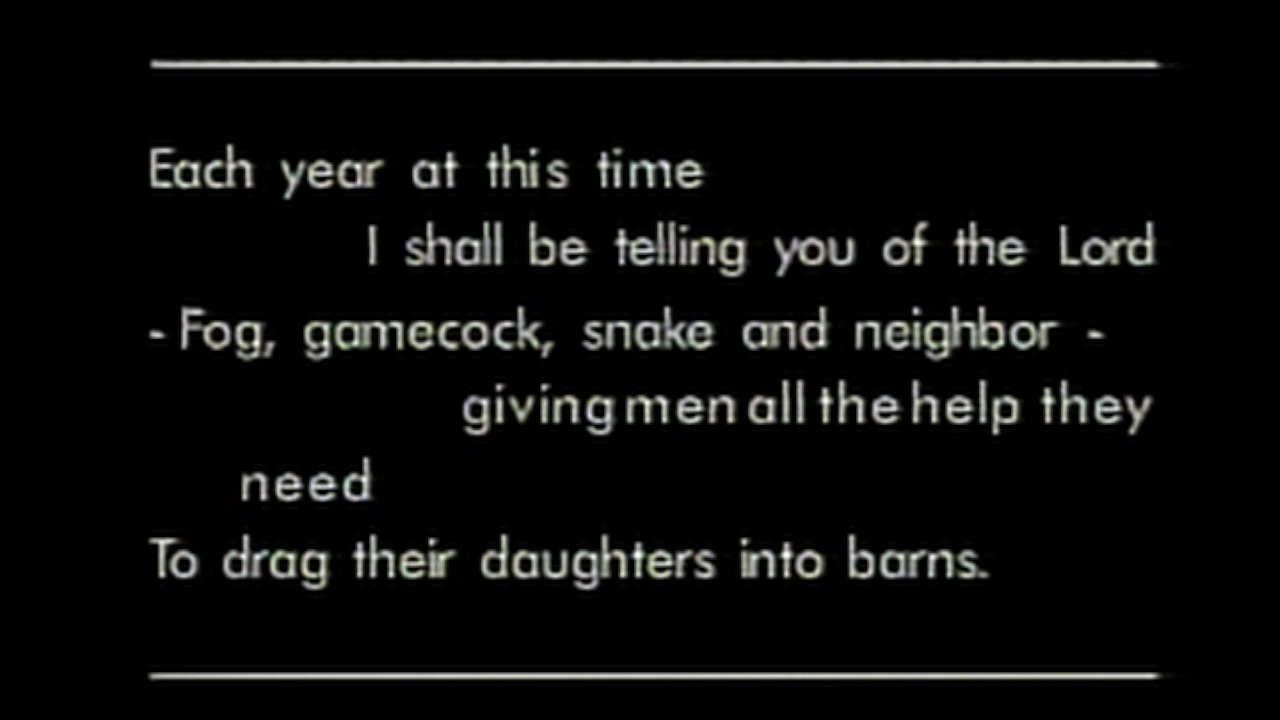 Each year at this time
I shall be telling you of the Lord
- Fog, gamecock, snake and neighbor -
giving men all the help they
need
To drag their daughters into barns.